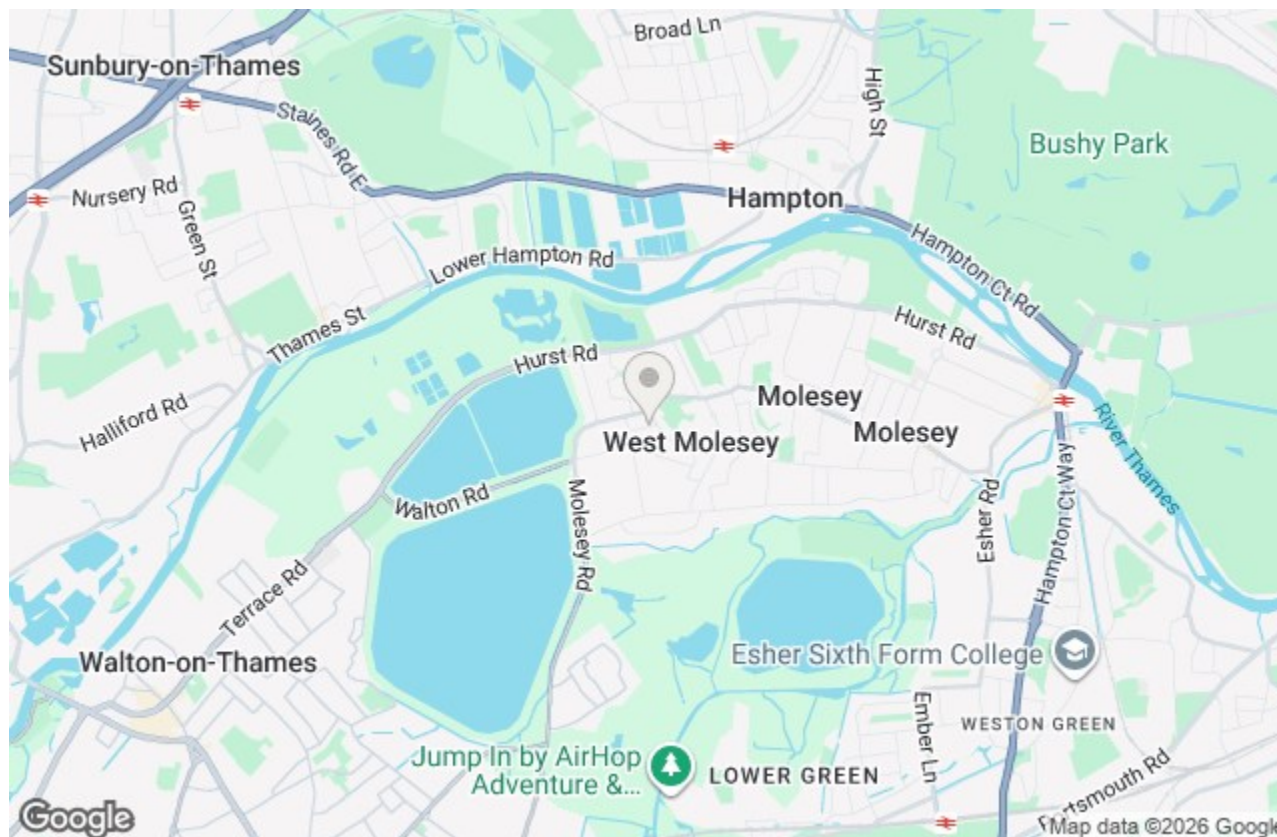 Broad Ln
Sunbury-on-Thames
High St
Staines Rd E
Bushy Park
Nursery Rd
Green St
Hampton
Lower Hampton Rd
Hampton Ct Rd
Thames St
Hurst Rd
Hurst Rd
Halliford Rd
Molesey
West Molesey
Molesey
River Thames
Walton Rd
Molesey Rd
Esher Rd
Hampton Ct Way
Terrace Rd
Walton-on-Thames
Esher Sixth Form College
Ember Ln
WESTON GREEN
Jump In by AirHop
Adventure &...
LOWER GREEN
Portsmouth Rd
Google
Map data ©2026 Google